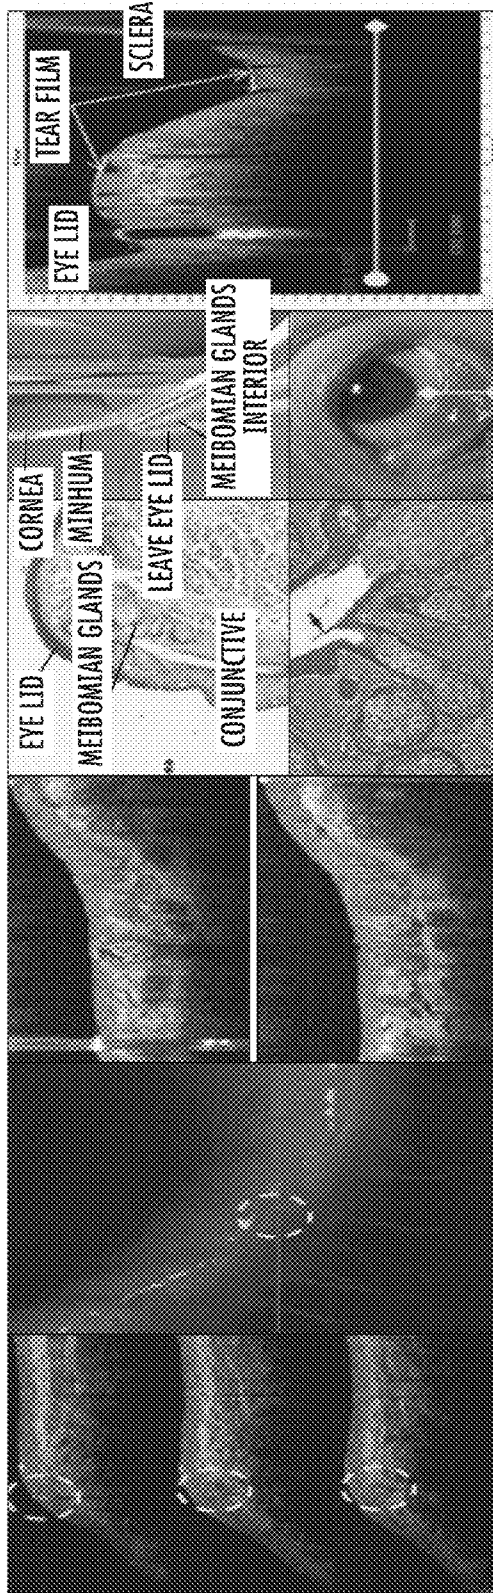 EYE LID
MEIBOMIAN GLANDS
CONJUNCTIVE
CORNEA
MINHUM
LEAVE EYE LID
MEIBOMIAN GLANDS
INTERIOR
EYE LID
TEAR FILM
SCLERA